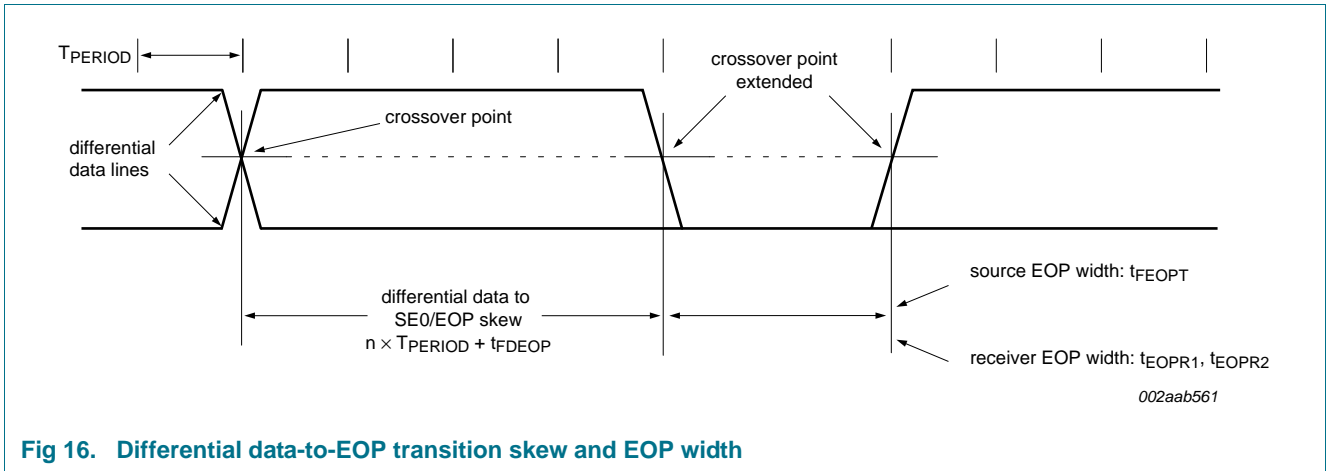 TPERIOD
crossover point
extended
crossover point
differential
data lines
source EOP width: tFEOPT
differential data to
SE0/EOP skew
n × TPERIOD + tFDEOP
receiver EOP width: tEOPR1, tEOPR2
002aab561
Fig 16. Differential data-to-EOP transition skew and EOP width